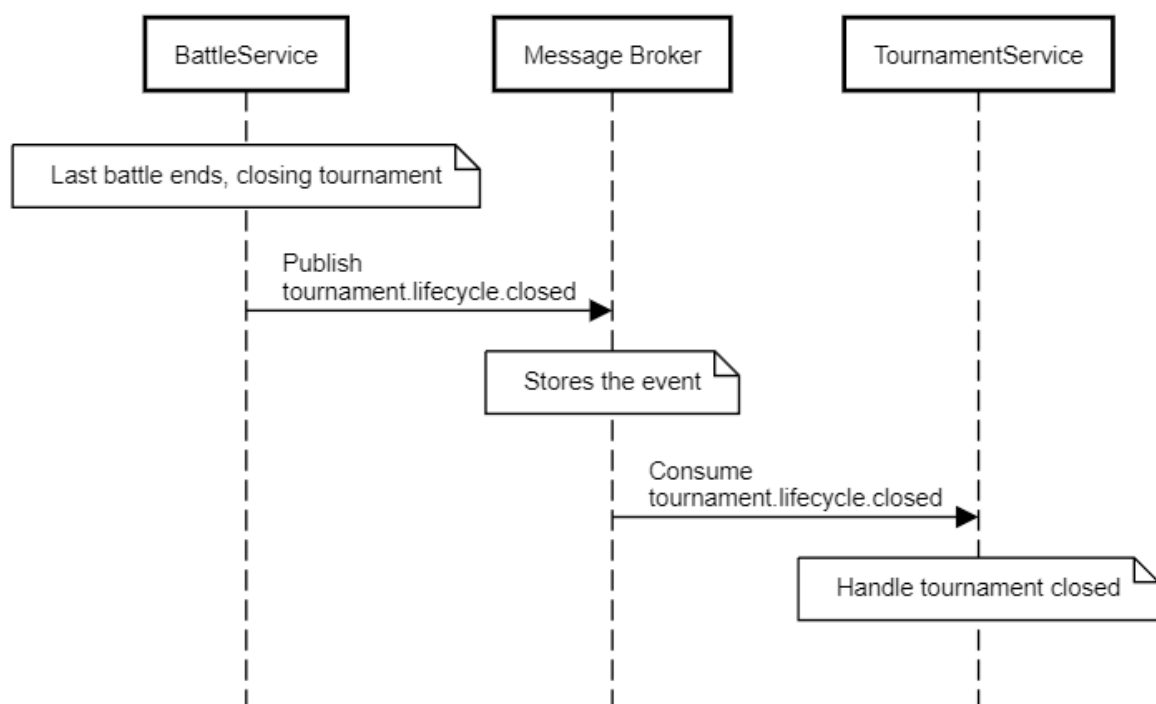 BattleService
Message Broker
TournamentService
Last battle ends, closing tournament
Publish
tournament.lifecycle.closed
Stores the event
Consume
tournament.lifecycle.closed
Handle tournament closed